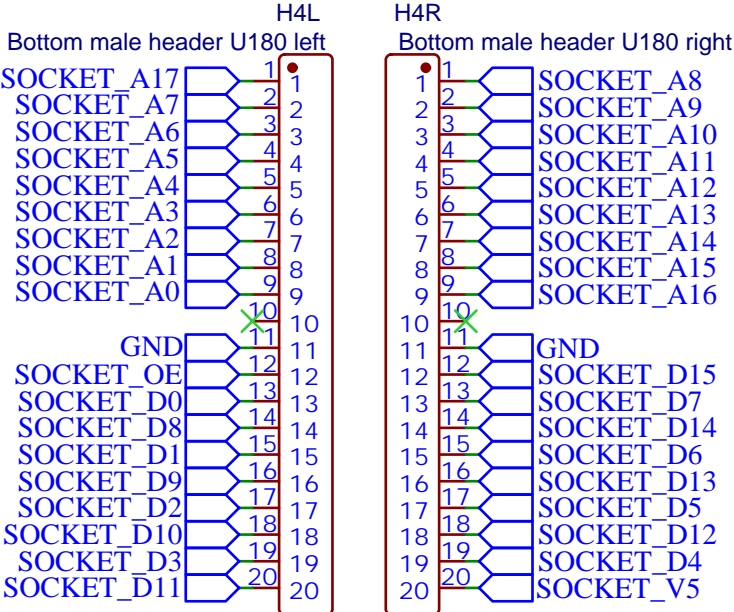 H4L H4R
Bottom male header U180 left Bottom male header U180 right
SOCKET_A17 1 1 1 1 SOCKET_A8
SOCKET_A7 2 2 2 2 SOCKET_A9
SOCKET_A6 3 3 3 3 SOCKET_A10
SOCKET_A5 4 4 4 4 SOCKET_A11
SOCKET_A4 5 5 5 5 SOCKET_A12
SOCKET_A3 6 6 6 6 SOCKET_A13
SOCKET_A2 7 7 7 7 SOCKET_A14
SOCKET_A1 8 8 8 8 SOCKET_A15
SOCKET_A0 9 9 9 9 SOCKET_A16
10 10 10 10
GND 11 11 11 11 GND
SOCKET_OE 12 12 12 12 SOCKET_D15
SOCKET_D0 13 13 13 13 SOCKET_D7
SOCKET_D8 14 14 14 14 SOCKET_D14
SOCKET_D1 15 15 15 15 SOCKET_D6
SOCKET_D9 16 16 16 16 SOCKET_D13
SOCKET_D2 17 17 17 17 SOCKET_D5
SOCKET_D10 18 18 18 18 SOCKET_D12
SOCKET_D3 19 19 19 19 SOCKET_D4
SOCKET_D11 20 20 20 20 SOCKET_V5